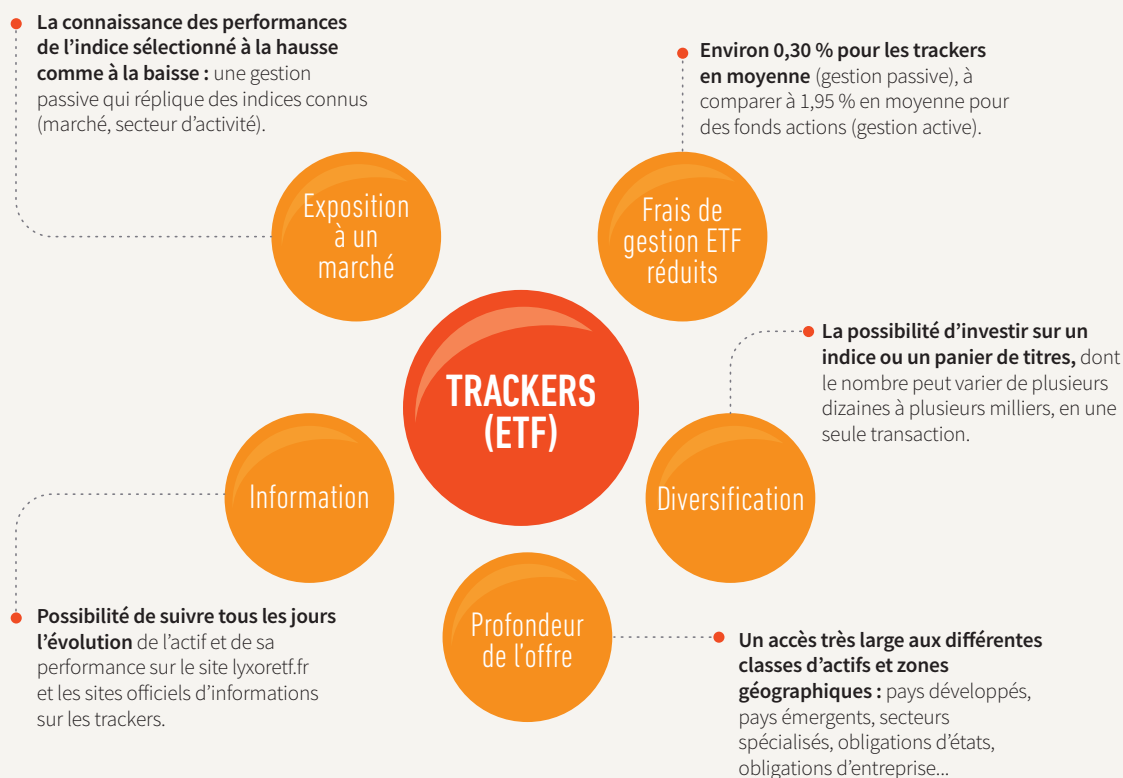 La connaissance des performances
de l’indice sélectionné à la hausse
comme à la baisse : une gestion
passive qui réplique des indices connus
(marché, secteur d’activité).
Environ 0,30 % pour les trackers
en moyenne (gestion passive), à
comparer à 1,95 % en moyenne pour
des fonds actions (gestion active).
Exposition
à un
marché
Frais de
gestion ETF
réduits
TRACKERS
(ETF)
La possibilité d’investir sur un
indice ou un panier de titres, dont
le nombre peut varier de plusieurs
dizaines à plusieurs milliers, en une
seule transaction.
Information
Diversification
Possibilité de suivre tous les jours
l’évolution de l’actif et de sa
performance sur le site lyxoretf.fr
et les sites officiels d’informations
sur les trackers.
Profondeur
de l’offre
Un accès très large aux différentes
classes d’actifs et zones
géographiques : pays développés,
pays émergents, secteurs
spécialisés, obligations d’états,
obligations d’entreprise...